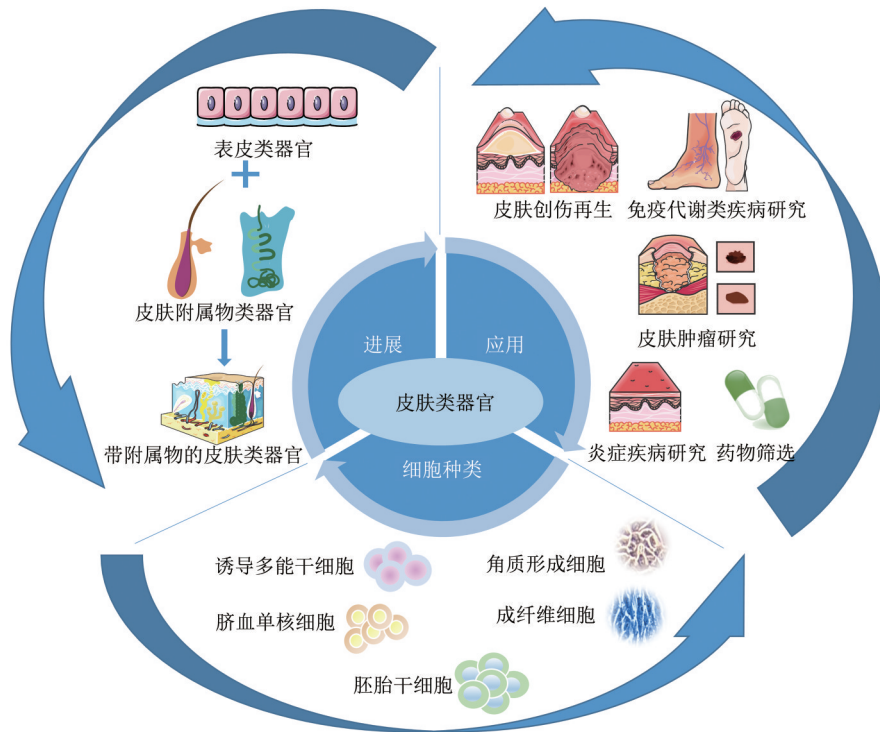 表皮类器官
皮肤附属物类器官
带附属物的皮肤类器官
皮肤创伤再生 免疫代谢类疾病研究
皮肤肿瘤研究
炎症疾病研究 药物筛选
进展 应用
皮肤类器官
细胞种类
诱导多能干细胞 角质形成细胞
脐血单核细胞 成纤维细胞
胚胎干细胞